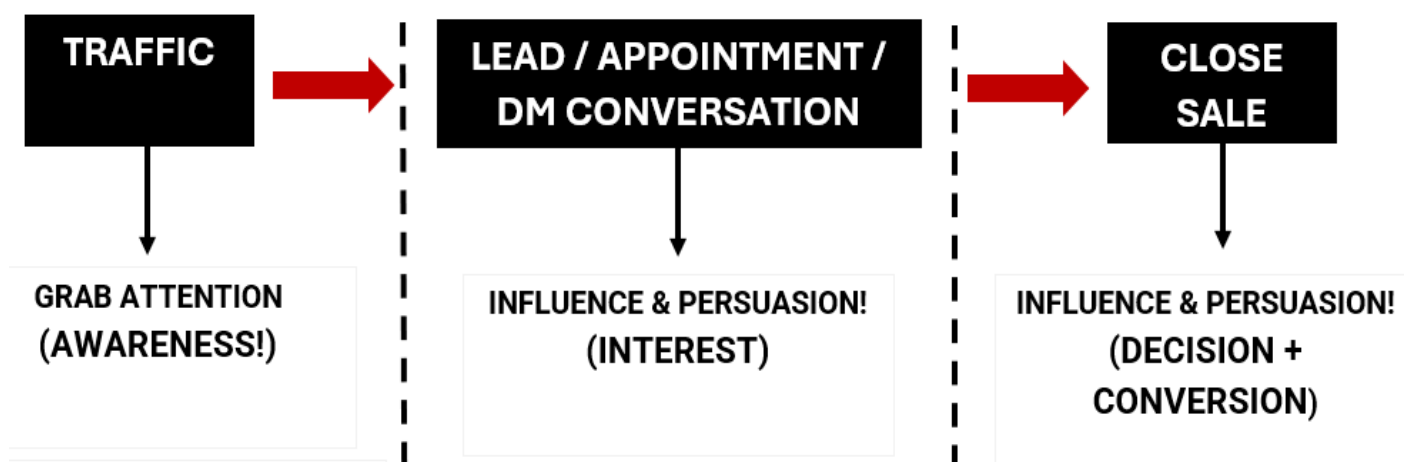 TRAFFIC
LEAD / APPOINTMENT /
DM CONVERSATION
CLOSE
SALE
GRAB ATTENTION
(AWARENESS!)
INFLUENCE & PERSUASION!
(INTEREST)
INFLUENCE & PERSUASION!
(DECISION +
CONVERSION)